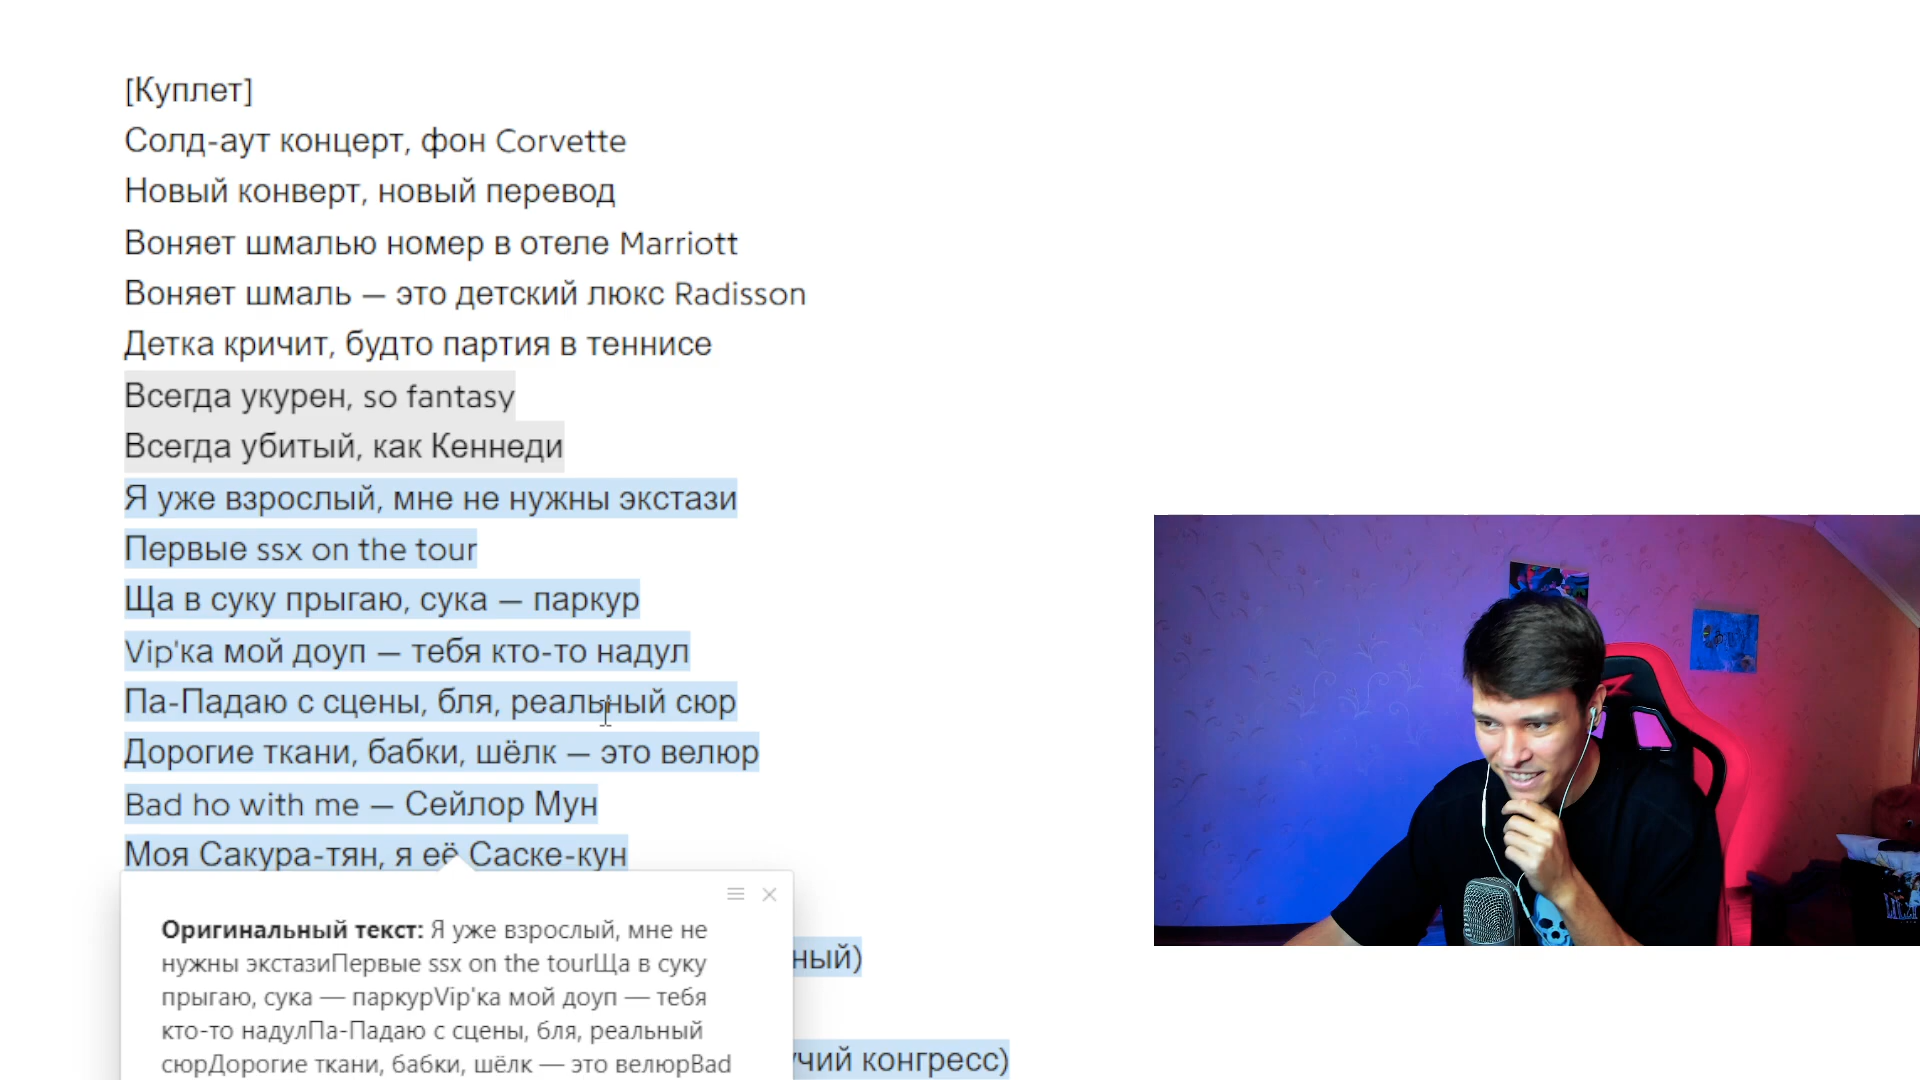 [Куплет]
Солд-аут концерт, фон Corvette
Новый конверт, новый перевод
Воняет шмалью номер в отеле Marriott
Воняет шмаль — это детский люкс Radisson
Детка кричит, будто партия в теннисе
Всегда укурен, so fantasy
Всегда убитый, как Кеннеди
Я уже взрослый, мне не нужны экстази
Первые ssx on the tour
Ща в суку прыгаю, сука — паркур
Vip'ка мой доуп — тебя кто-то надул
Па-Падаю с сцены, бля, реальный сюр
Дорогие ткани, бабки, шёлк — это велюр
Bad ho with me — Сейлор Мун
Моя Сакура-тян, я её Саске-кун
Оригинальный текст: Я уже взрослый, мне не
нужны экстазиПервые ssx on the tourЩа в суку
прыгаю, сука — паркурVip'ка мой доуп — тебя
кто-то надулПа-Падаю с сцены, бля, реальный
сюрДорогие ткани, бабки, шёлк — это велюрBad
ный)
учий конгресс)